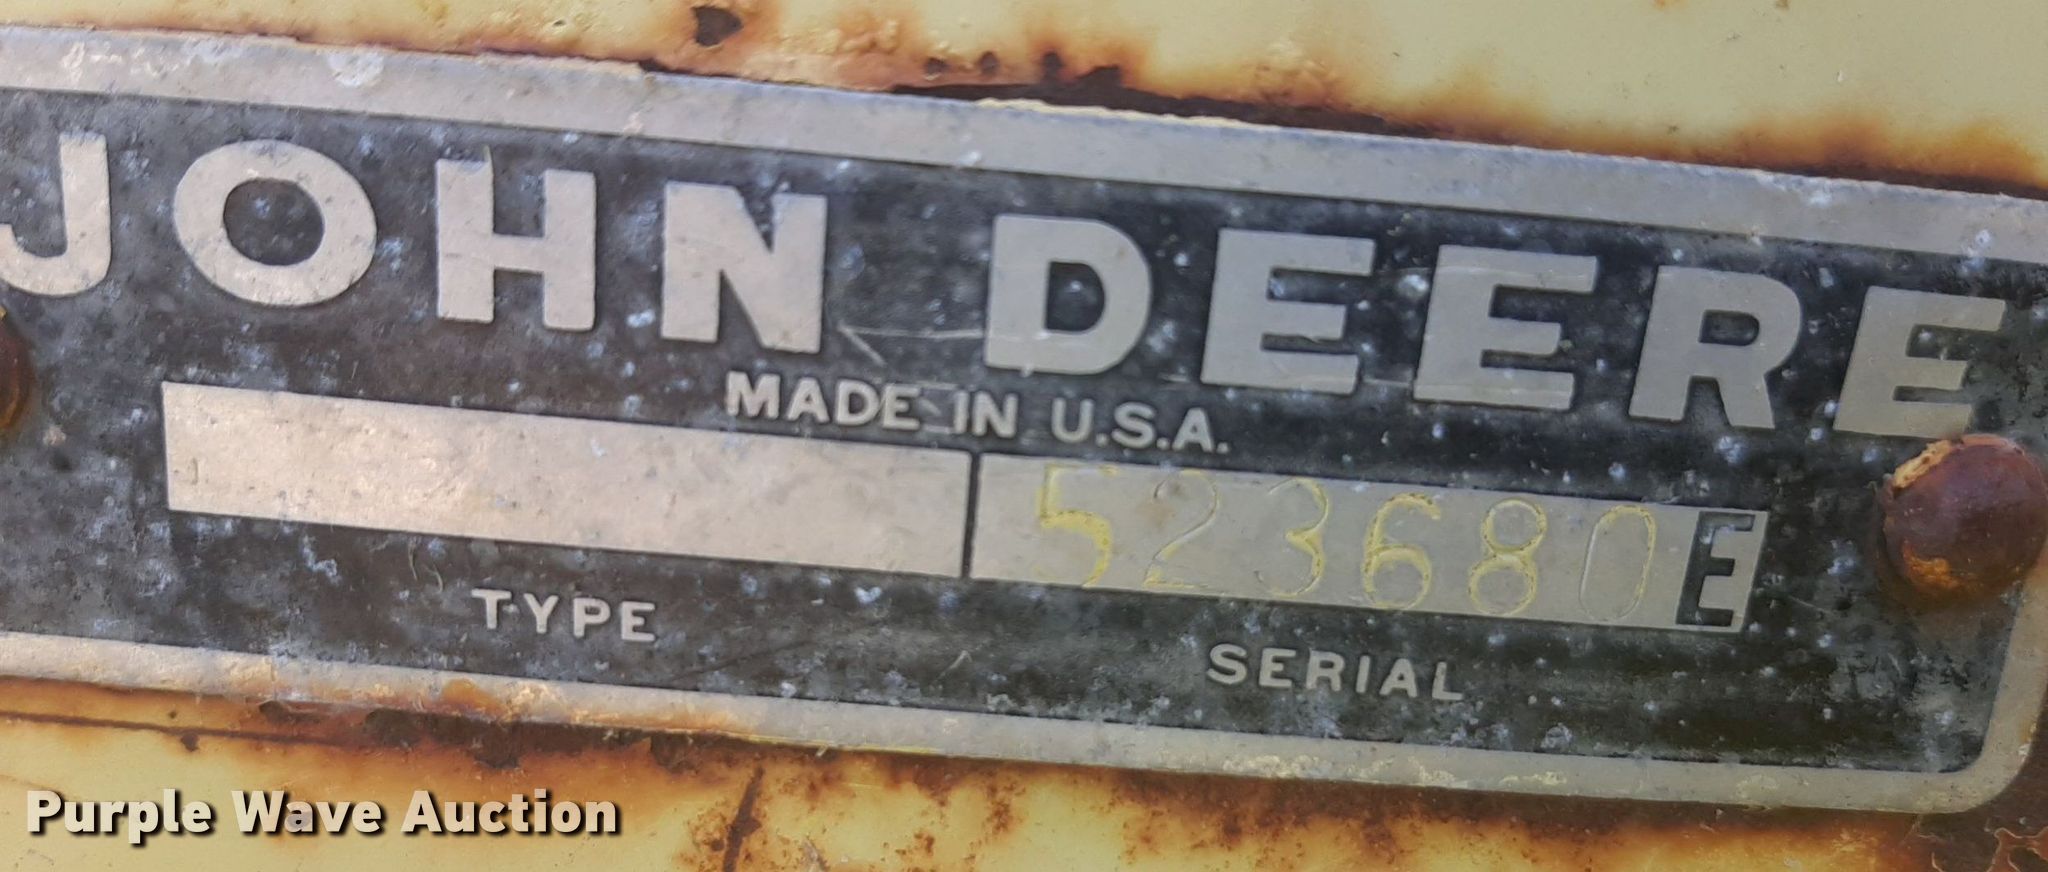 JOHN DEERE
MADE IN U.S.A.
523680E
TYPE
SERIAL
Purple Wave Auction